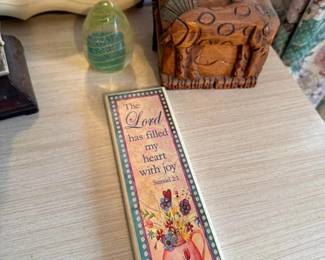 The
Lord
has filled
my
heart
with joy
Samuel 2:1